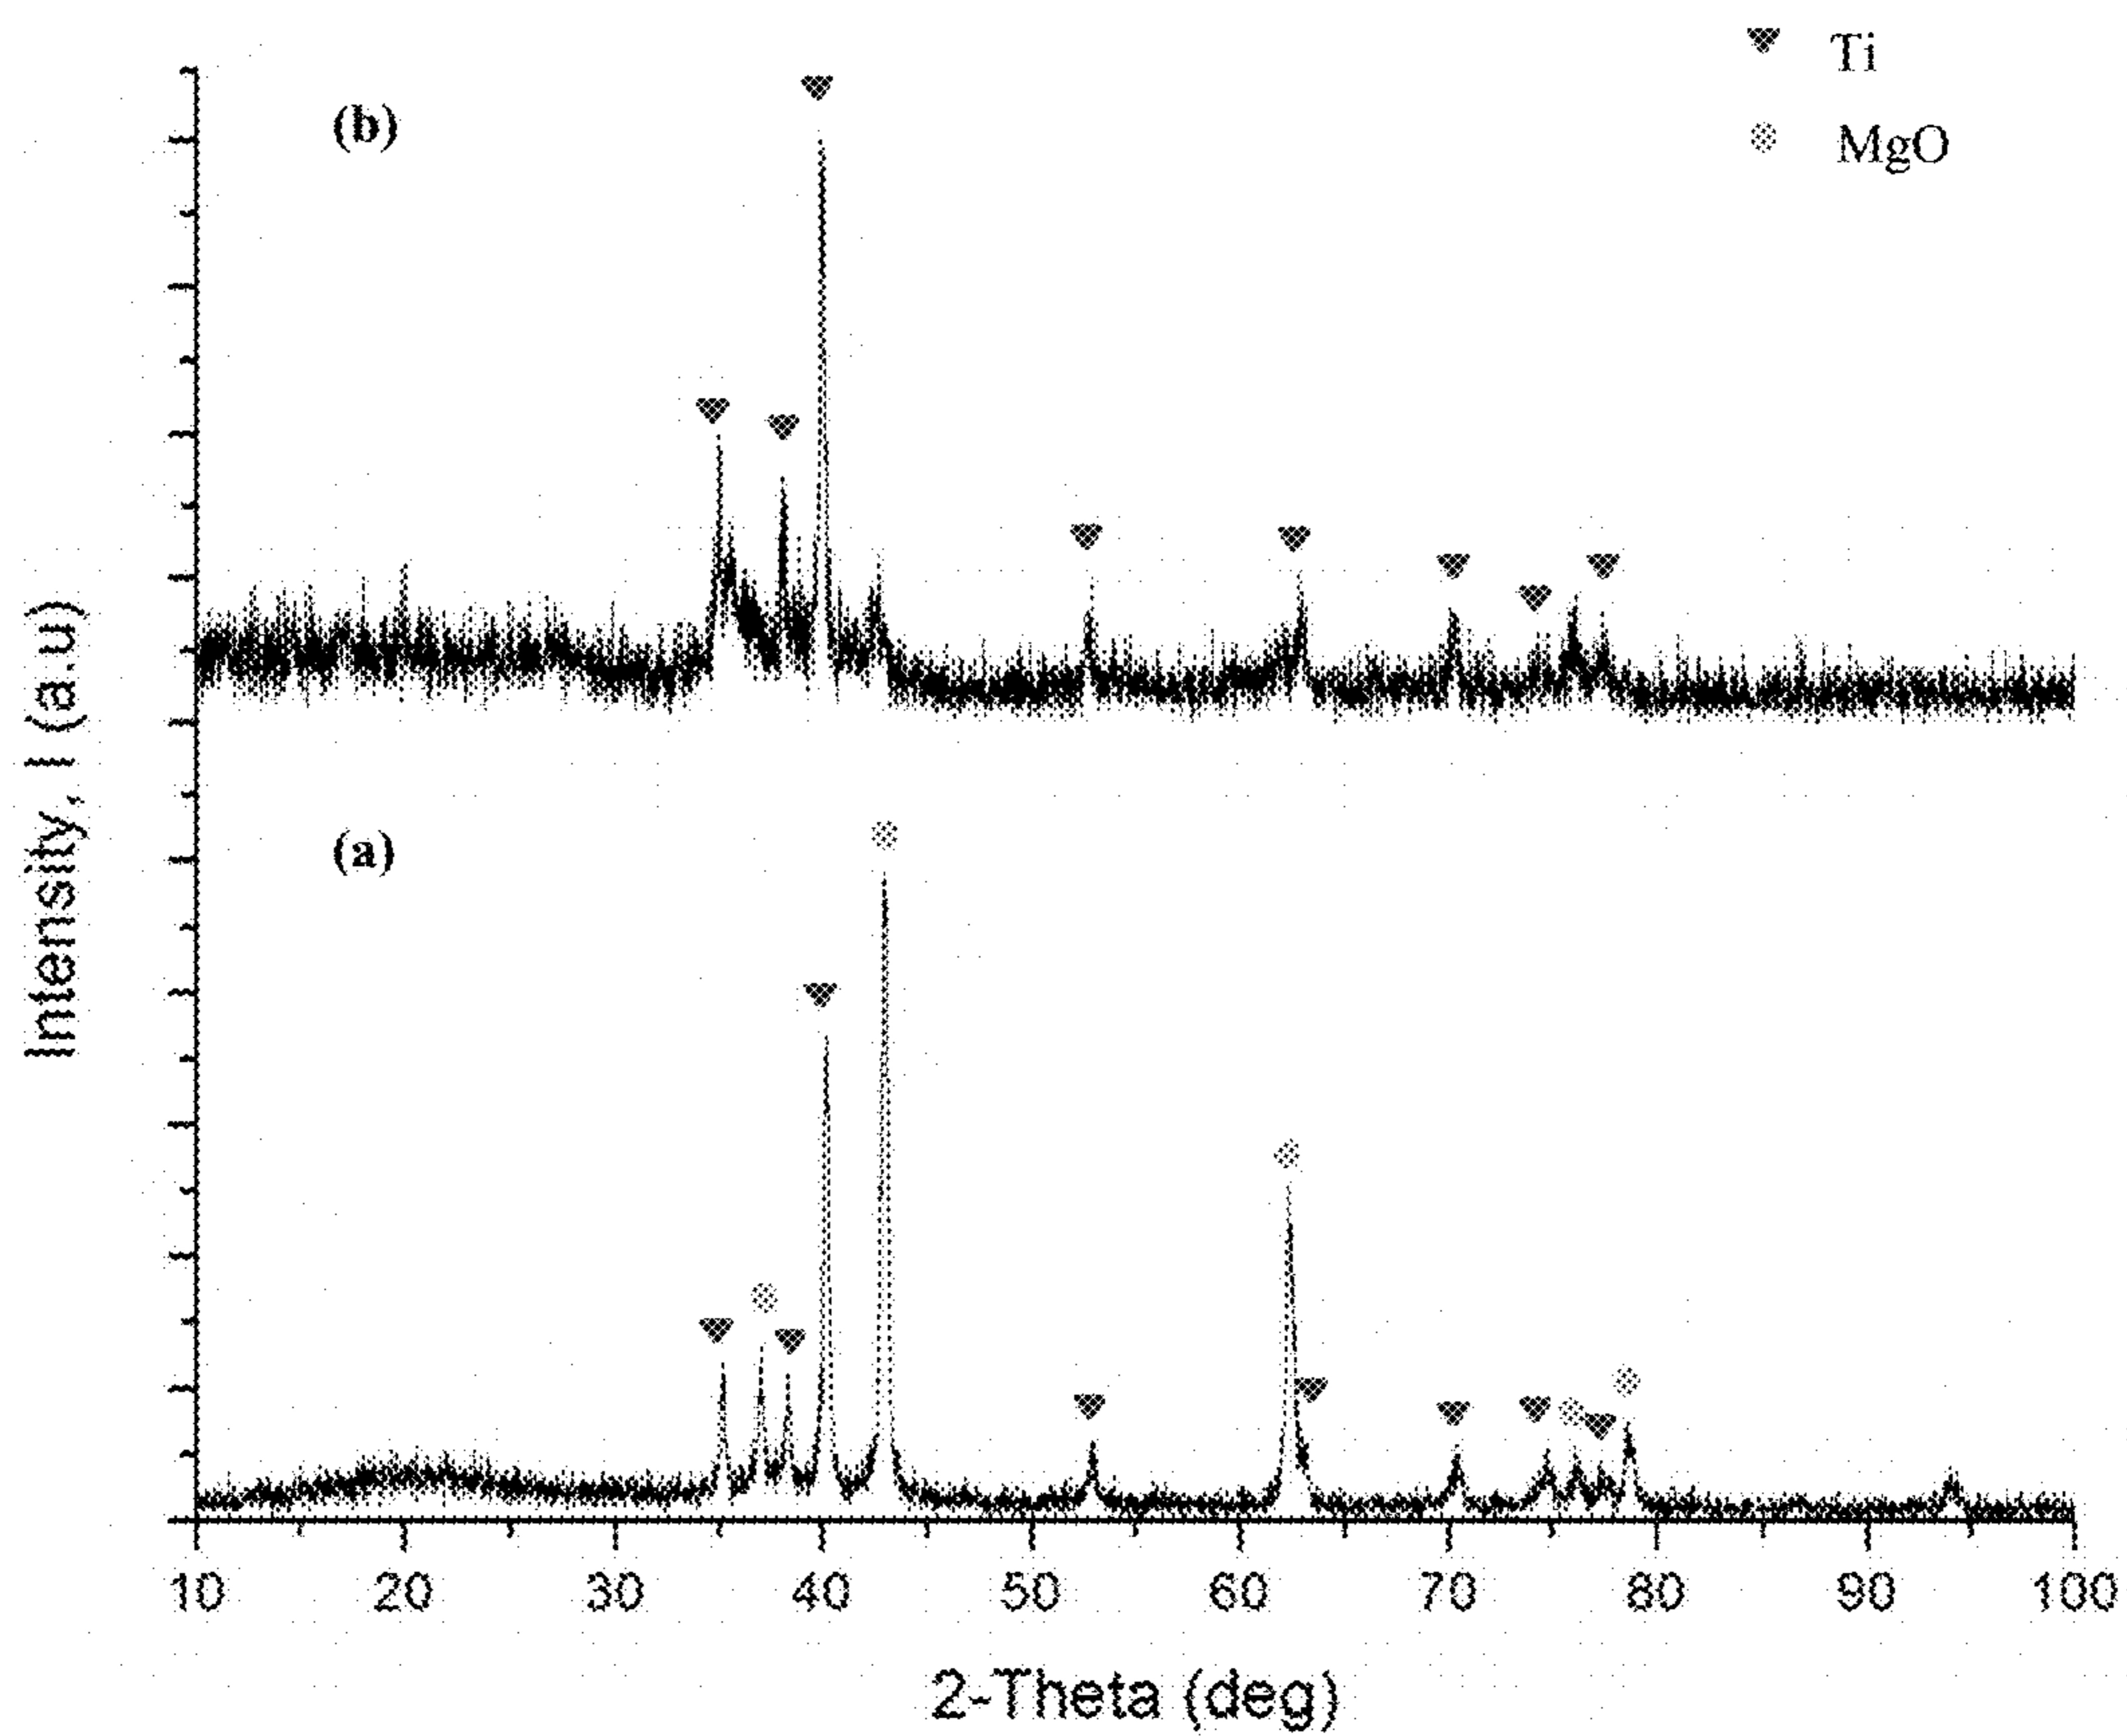 Ti
MgO
(b)
(a)
Intensity, I (a.u)
10 20 30 40 50 60 70 80 90 100
2-Theta (deg)